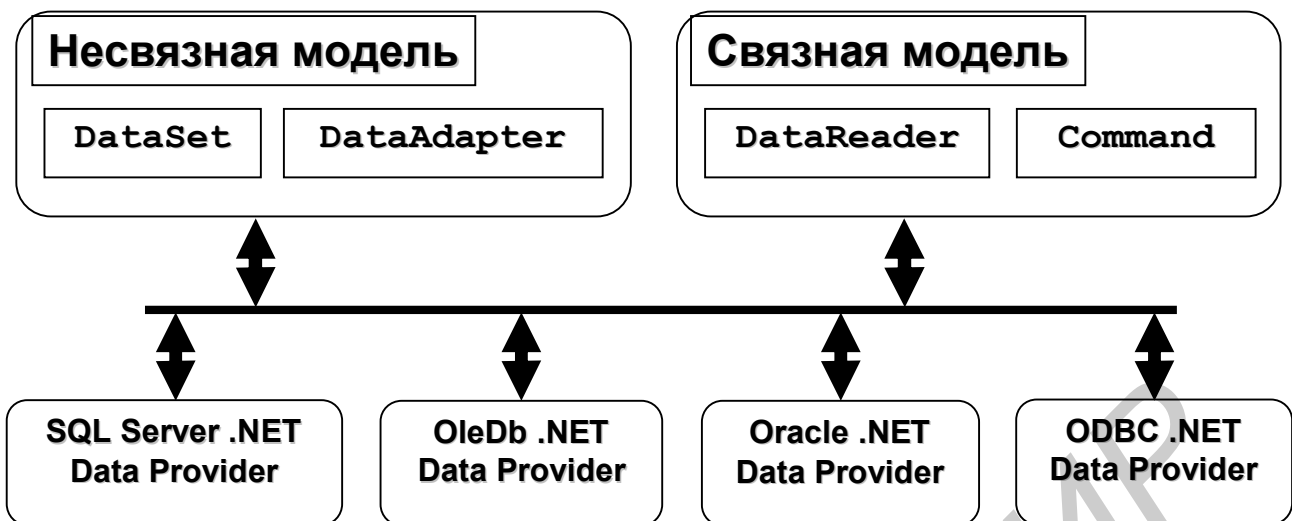 Несвязная модель
Связная модель
DataSet
DataAdapter
DataReader
Command
SQL Server .NET
Data Provider
OleDb .NET
Data Provider
Oracle .NET
Data Provider
ODBC .NET
Data Provider